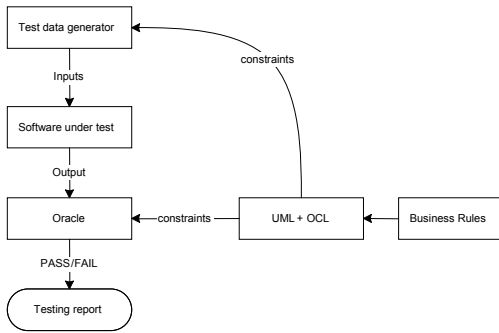 Test data generator
constraints
Inputs
Software under test
Output
Oracle
constraints
UML + OCL
Business Rules
PASS/FAIL
Testing report